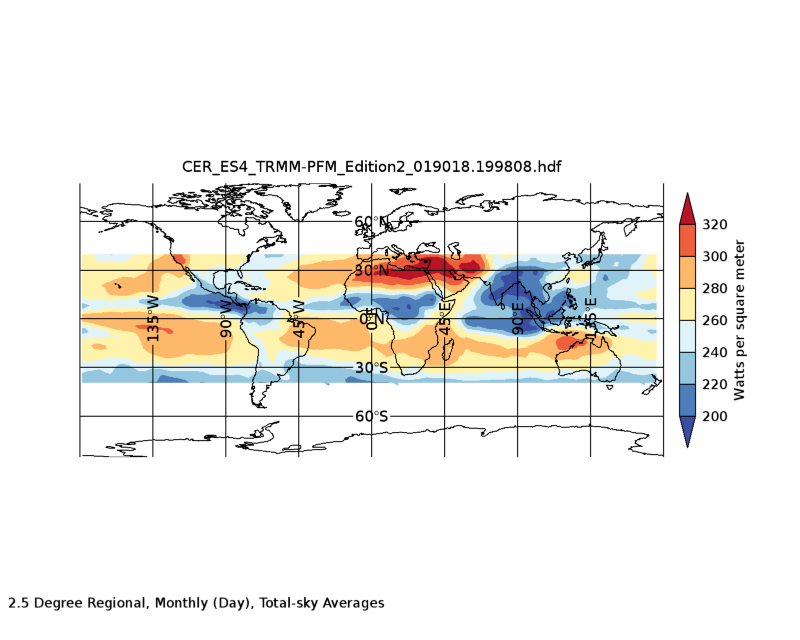 CER_ES4_TRMM-PFM_Edition2_019018.199808.hdf
60°N
30°N
0°N
30°S
60°S
135°W
90°W
45°W
0°E
45°E
90°E
135°E
320
300
280
260
240
220
200
Watts per square meter
2.5 Degree Regional, Monthly (Day), Total-sky Averages